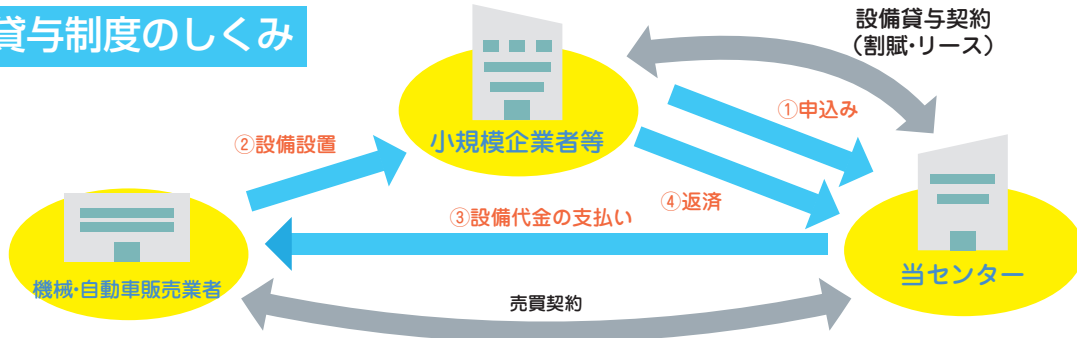 貸与制度のしくみ
設備貸与契約
（割賦・リース）
①申込み
小規模企業者等
②設備設置
④返済
③設備代金の支払い
機械・自動車販売業者
当センター
売買契約